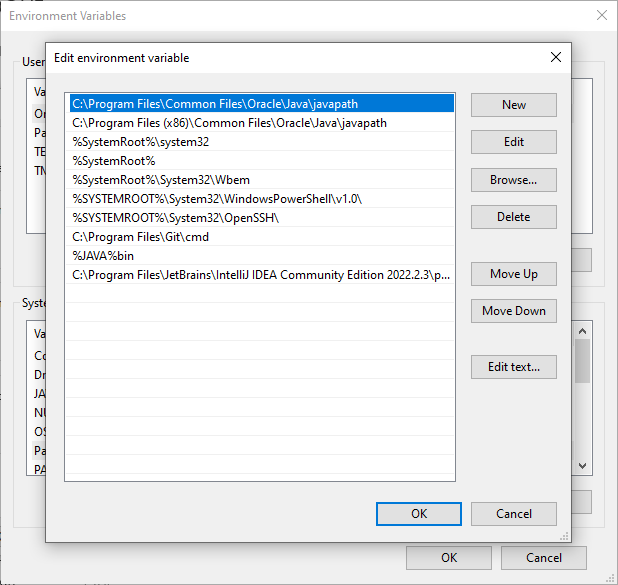 Environment Variables
Edit environment variable
User
Va
Pa
TE
C:\Program Files\Common Files\Oracle\Java\javapath
C:\Program Files (x86)\Common Files\Oracle\Java\javapath
%SystemRoot%\system32
%SystemRoot%
%SystemRoot%\System32\Wbem
%SYSTEMROOT%\System32\WindowsPowerShell\v1.0\
%SYSTEMROOT%\System32\OpenSSH\
C:\Program Files\Git\cmd
%JAVA%bin
C:\Program Files\JetBrains\IntelliJ IDEA Community Edition 2022.2.3\p...
New
Edit
Browse...
Delete
Move Up
Move Down
Edit text...
Syste
Va
Co
Dr
JA
OS
Pa
PA
OK
Cancel
OK
Cancel